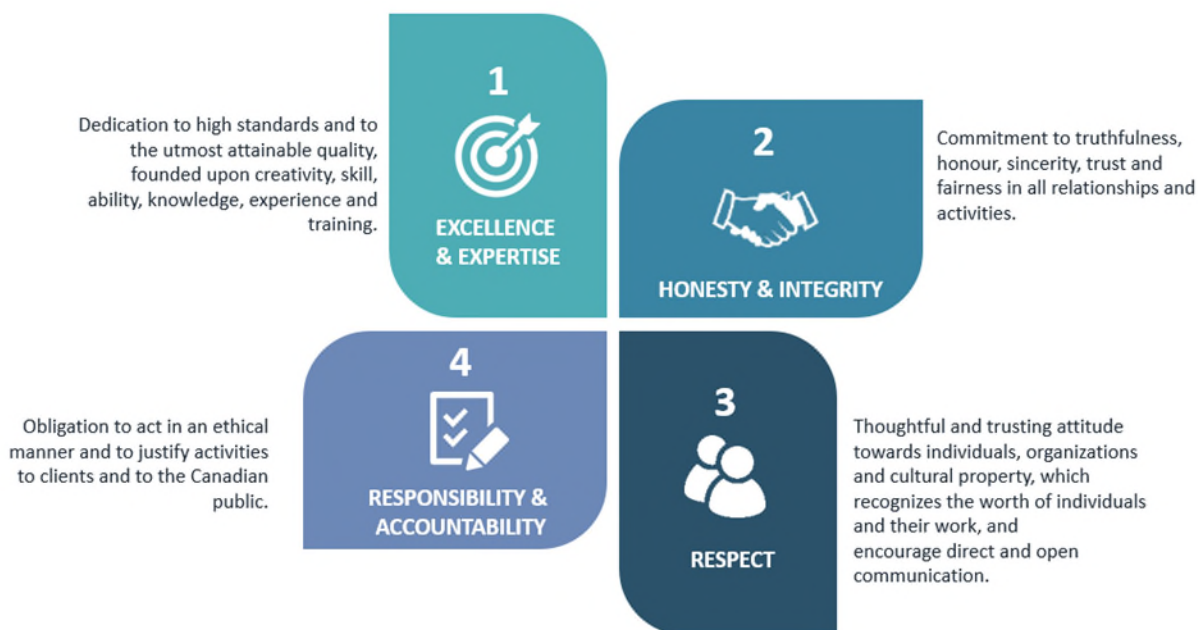 1
EXCELLENCE
& EXPERTISE
Dedication to high standards and to
the utmost attainable quality,
founded upon creativity, skill,
ability, knowledge, experience and
training.
2
HONESTY & INTEGRITY
Commitment to truthfulness,
honour, sincerity, trust and
fairness in all relationships and
activities.
3
RESPECT
Thoughtful and trusting attitude
towards individuals, organizations
and cultural property, which
recognizes the worth of individuals
and their work, and
encourage direct and open
communication.
4
RESPONSIBILITY &
ACCOUNTABILITY
Obligation to act in an ethical
manner and to justify activities
to clients and to the Canadian
public.